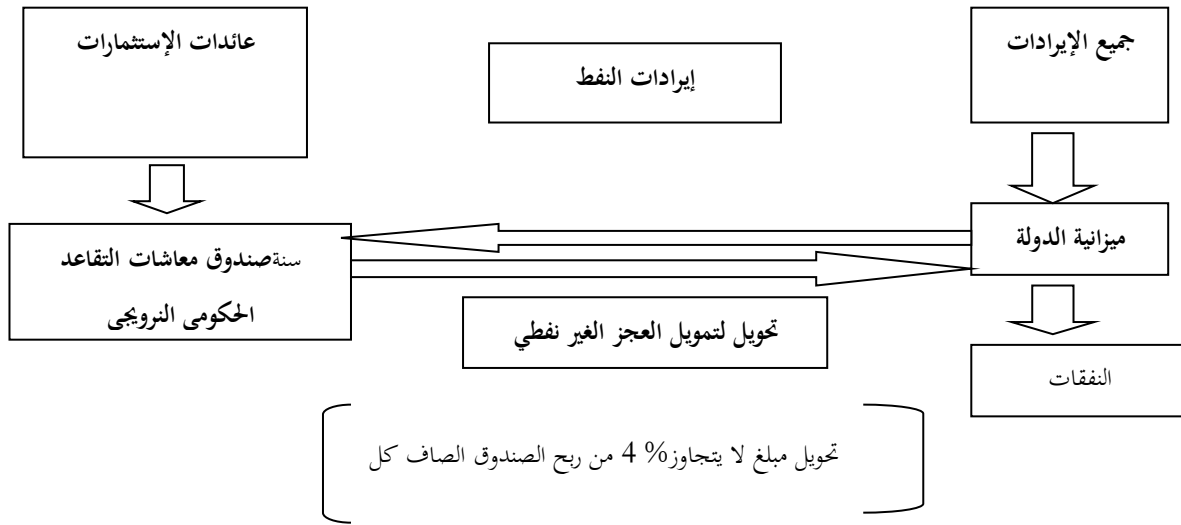 جميع الإيرادات
إيرادات النفط
عائدات الإستثمارات
ميزانية الدولة
سنةصندوق معاشات التقاعد
الحكومى النرويجى
تحويل لتمويل العجز الغير نفطي
النفقات
تحويل مبلغ لا يتجاوز% 4 من ربح الصندوق الصاف كل